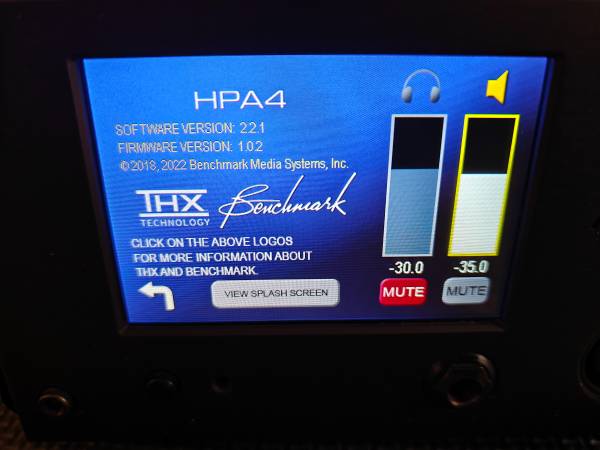 HPA4
SOFTWARE VERSION: 2.2.1
FIRMWARE VERSION: 1.0.2
©2018, 2022 Benchmark Media Systems, Inc.
THX
TECHNOLOGY
Benchmark
CLICK ON THE ABOVE LOGOS
FOR MORE INFORMATION ABOUT
THX AND BENCHMARK.
VIEW SPLASH SCREEN
-30.0
-35.0
MUTE
MUTE